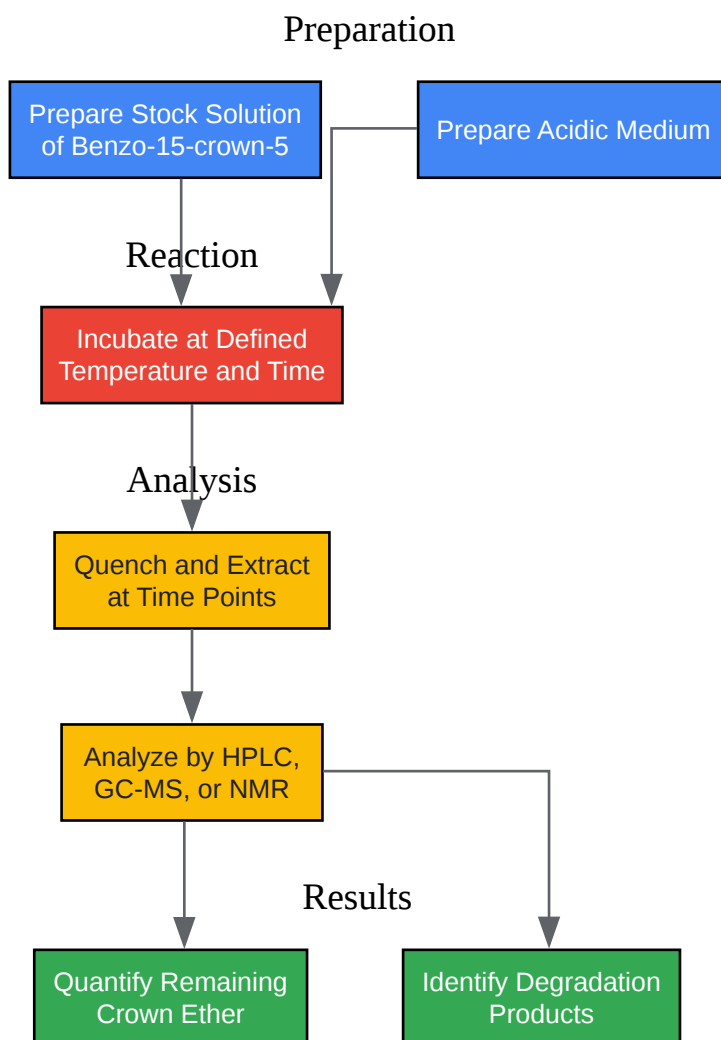 Preparation
Prepare Stock Solution
of Benzo-15-crown-5
Prepare Acidic Medium
Reaction
Incubate at Defined
Temperature and Time
Analysis
Quench and Extract
at Time Points
Analyze by HPLC,
GC-MS, or NMR
Results
Quantify Remaining
Crown Ether
Identify Degradation
Products